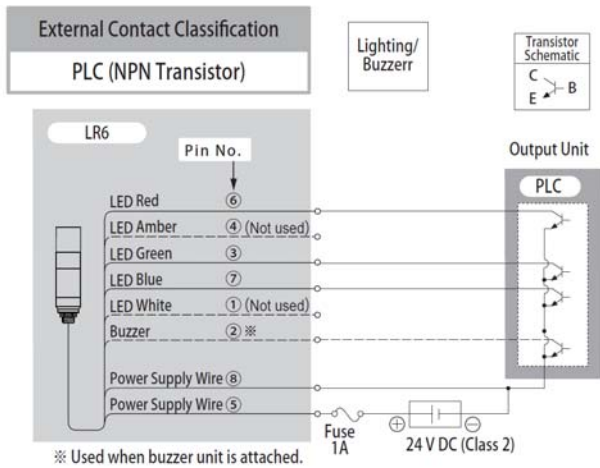 External Contact Classification
PLC (NPN Transistor)
Lighting/
Buzzerr
Transistor
Schematic
C
B
E
LR6
Pin No.
Output Unit
PLC
LED Red ⑥
LED Amber ④ (Not used)
LED Green ③
LED Blue ⑦
LED White ① (Not used)
Buzzer ② ※
Power Supply Wire ⑧
Power Supply Wire ⑤
Fuse
1A
⊕ ⊖
24 V DC (Class 2)
※ Used when buzzer unit is attached.